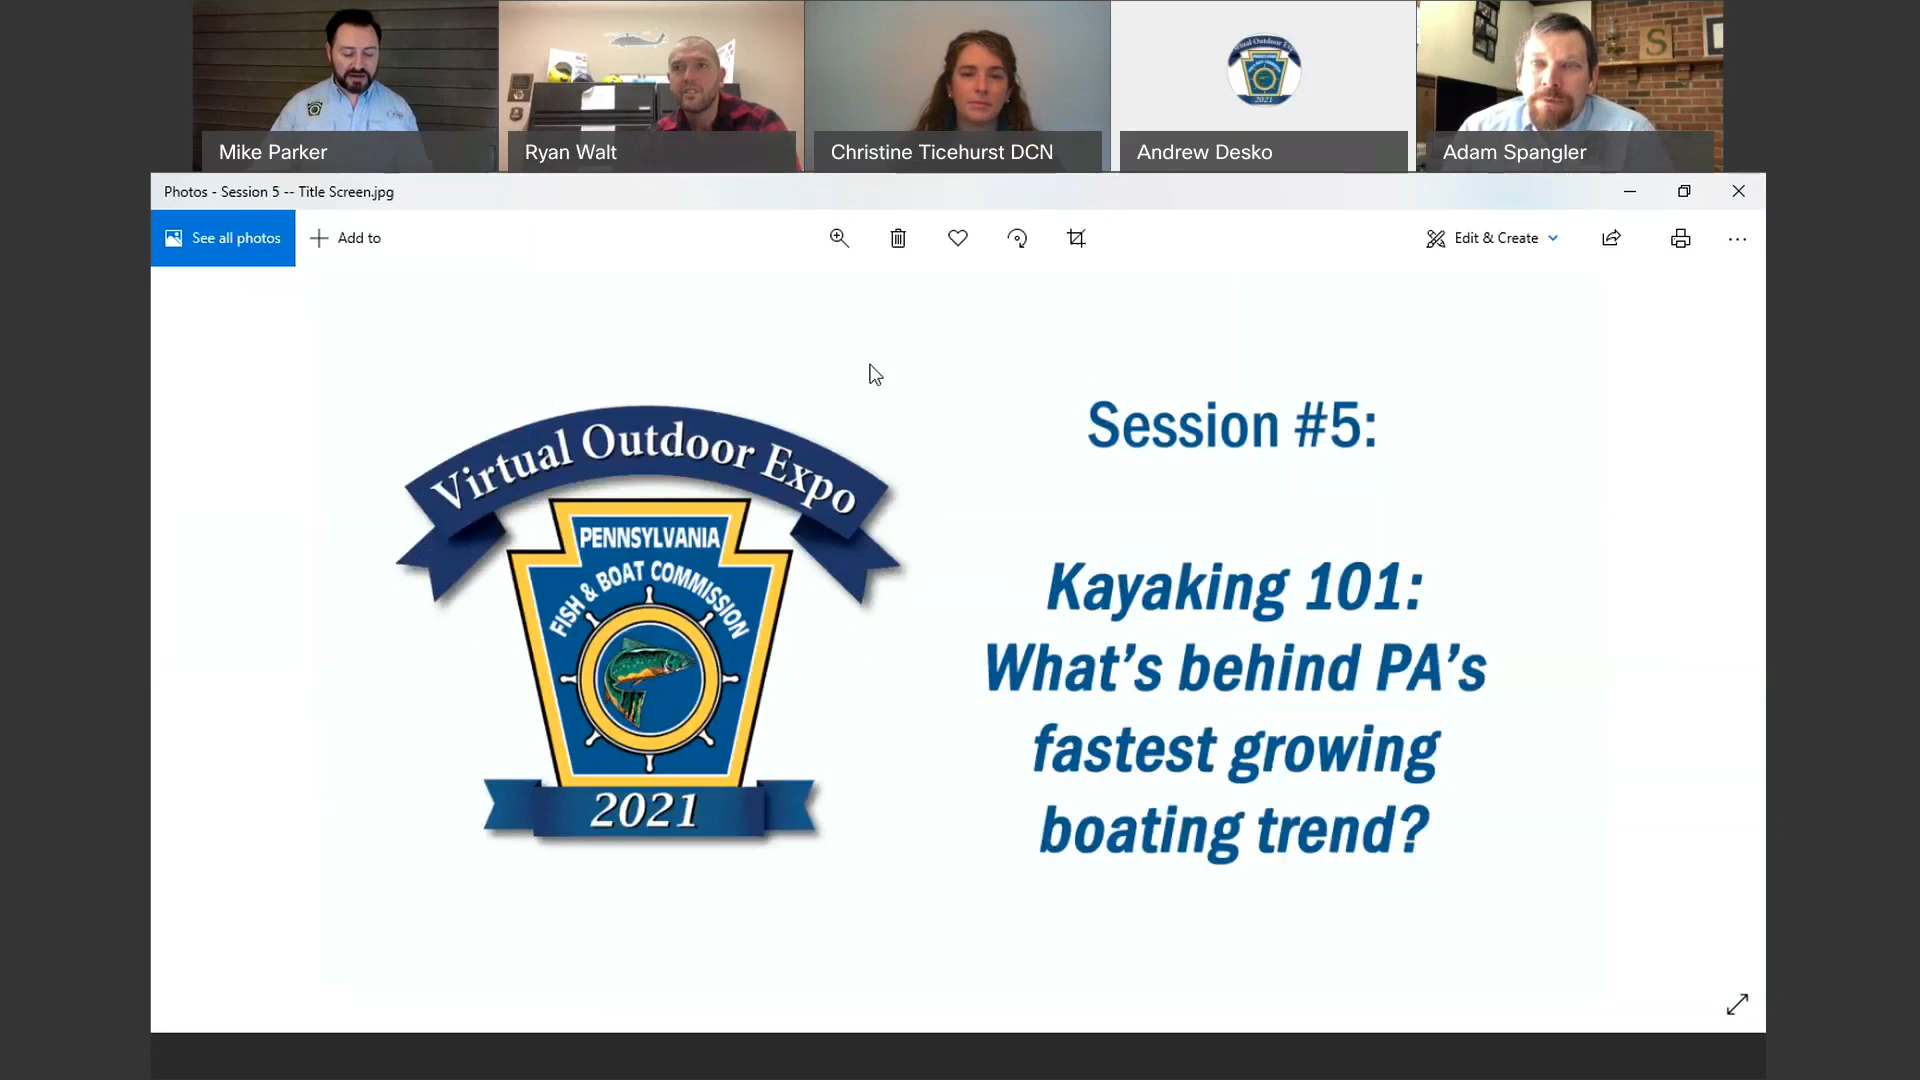 Mike Parker
Ryan Walt
Christine Ticehurst DCN
Andrew Desko
Adam Spangler
Photos - Session 5 -- Title Screen.jpg
See all photos
Add to
Edit & Create
Virtual Outdoor Expo
PENNSYLVANIA
FISH & BOAT COMMISSION
2021
Session #5:
Kayaking 101:
What's behind PA's
fastest growing
boating trend?